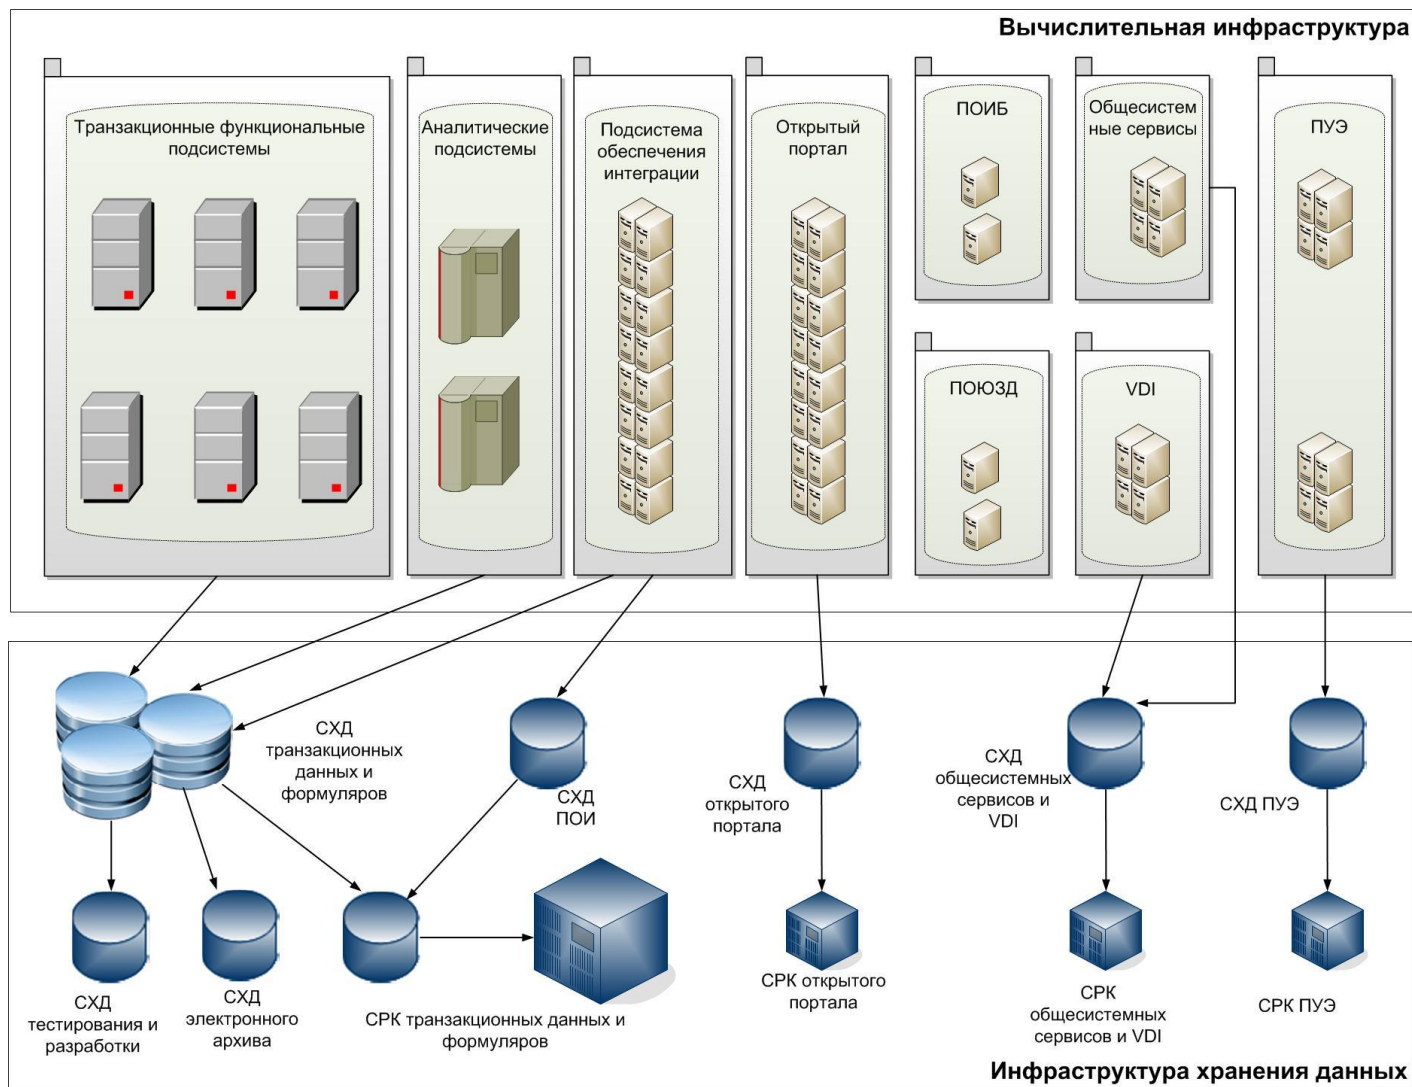 Вычислительная инфраструктура
Транзакционные функциональные
подсистемы
Аналитические
подсистемы
Подсистема
обеспечения
интеграции
Открытый
портал
ПОИБ
Общесистем
ные сервисы
ПУЭ
ПОЮЗД
VDI
СХД
транзакционных
данных и
формуляров
СХД
ПОИ
СХД
открытого
портала
СХД
общесистемных
сервисов и
VDI
СХД ПУЭ
СХД
тестирования и
разработки
СХД
электронного
архива
СРК транзакционных данных и
формуляров
СРК открытого
портала
СРК
общесистемных
сервисов и VDI
СРК ПУЭ
Инфраструктура хранения данных